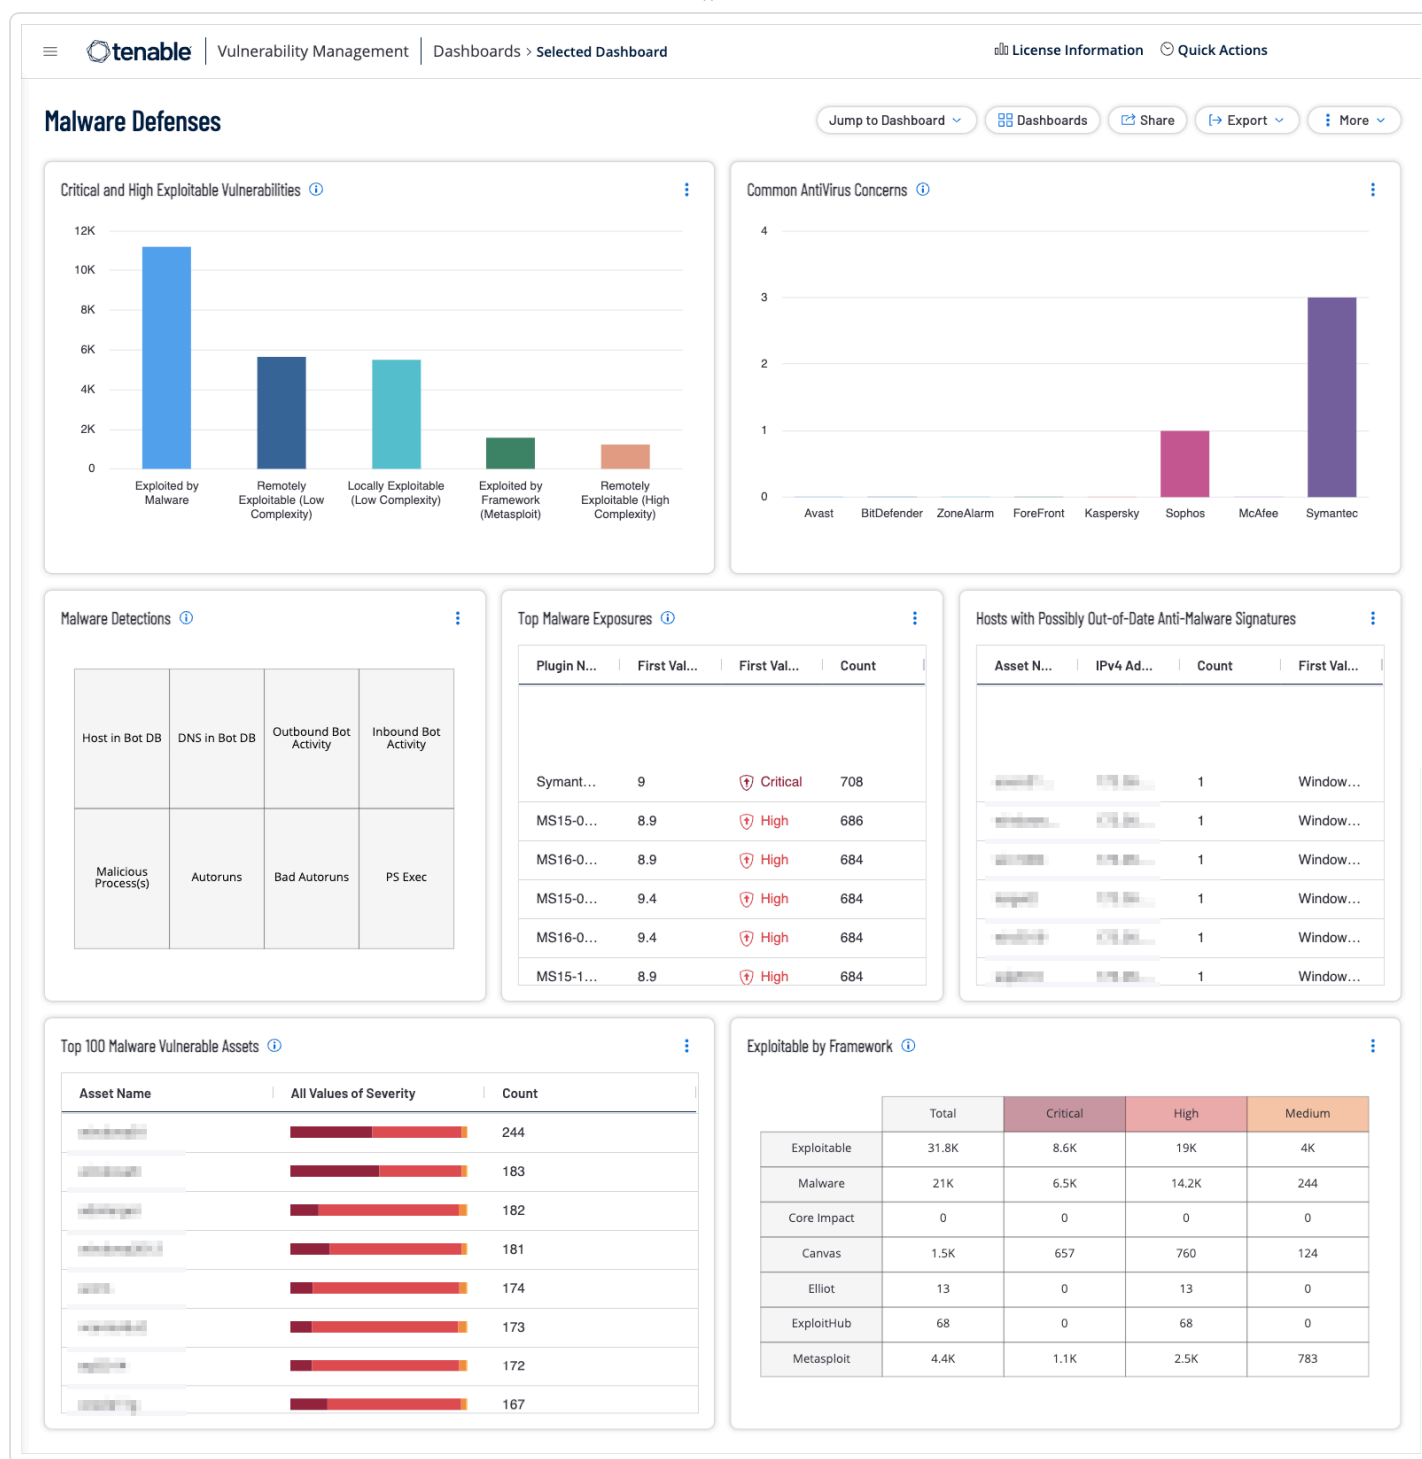 tenable Vulnerability Management Dashboards > Selected Dashboard License Information Quick Actions
Malware Defenses
Jump to Dashboard Dashboards Share Export More
Critical and High Exploitable Vulnerabilities
12K
10K
8K
6K
4K
2K
0
Exploited by Malware
Remotely Exploitable (Low Complexity)
Locally Exploitable (Low Complexity)
Exploited by Framework (Metasploit)
Remotely Exploitable (High Complexity)
Common AntiVirus Concerns
4
3
2
1
0
Avast BitDefender ZoneAlarm ForeFront Kaspersky Sophos McAfee Symantec
Malware Detections
Host in Bot DB
DNS in Bot DB
Outbound Bot Activity
Inbound Bot Activity
Malicious Process(s)
Autoruns
Bad Autoruns
PS Exec
Top Malware Exposures
Plugin N... First Val... First Val... Count
Symant... 9 Critical 708
MS15-0... 8.9 High 686
MS16-0... 8.9 High 684
MS15-0... 9.4 High 684
MS16-0... 9.4 High 684
MS15-1... 8.9 High 684
Hosts with Possibly Out-of-Date Anti-Malware Signatures
Asset N... IPv4 Ad... Count First Val...
1 Window...
1 Window...
1 Window...
1 Window...
1 Window...
1 Window...
Top 100 Malware Vulnerable Assets
Asset Name All Values of Severity Count
244
183
182
181
174
173
172
167
Exploitable by Framework
Total Critical High Medium
Exploitable 31.8K 8.6K 19K 4K
Malware 21K 6.5K 14.2K 244
Core Impact 0 0 0 0
Canvas 1.5K 657 760 124
Elliot 13 0 13 0
ExploitHub 68 0 68 0
Metasploit 4.4K 1.1K 2.5K 783